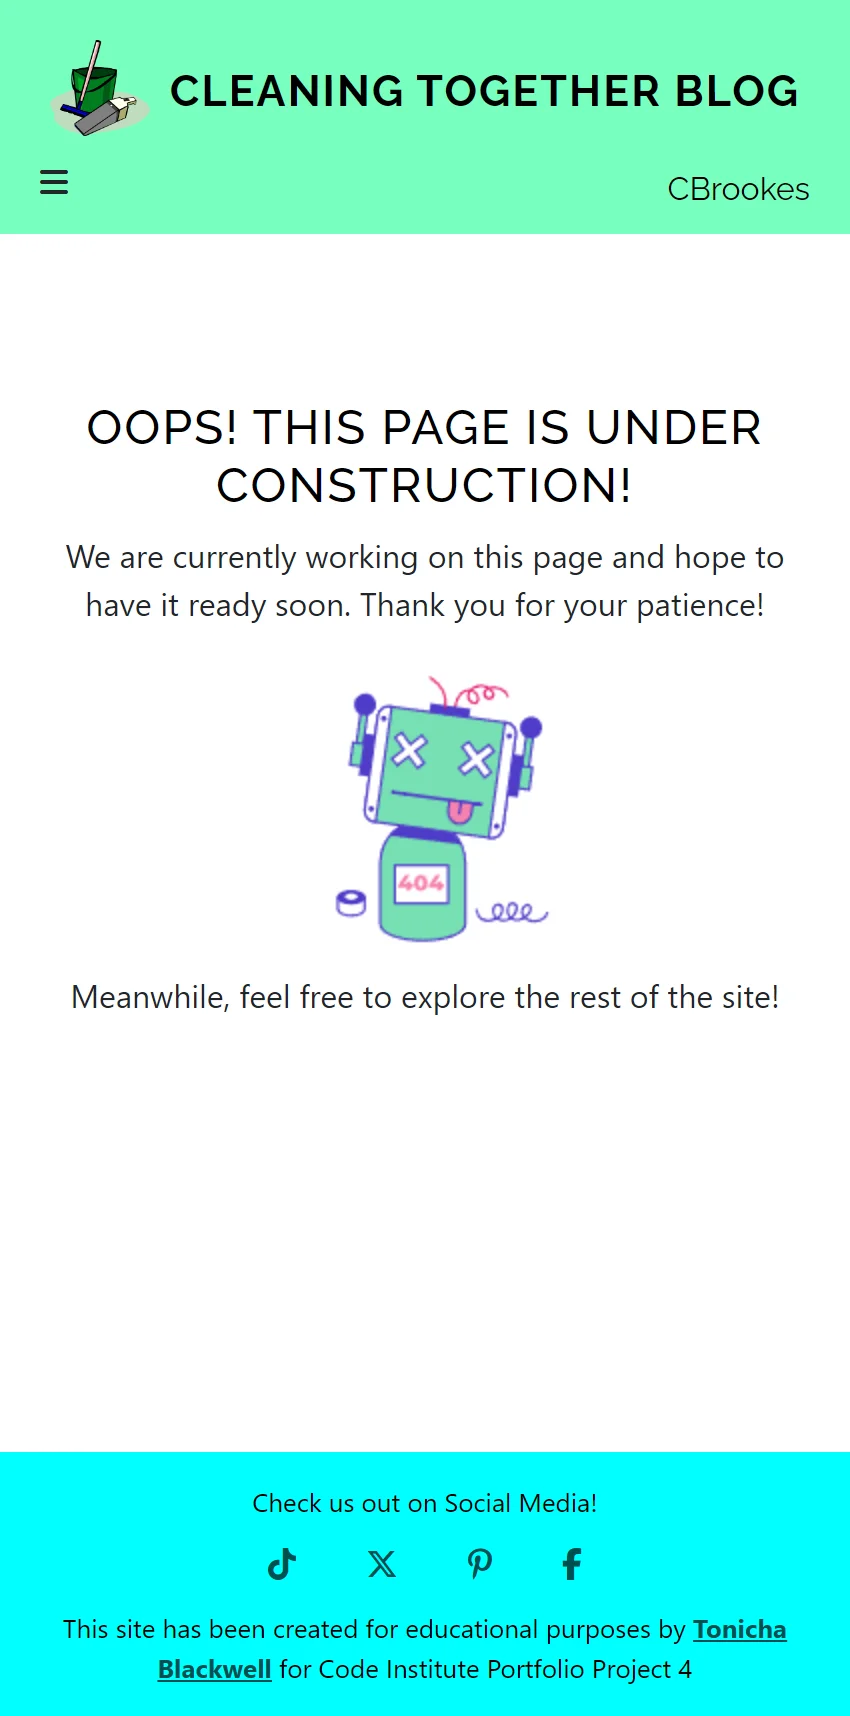 CLEANING TOGETHER BLOG
CBrookes
OOPS! THIS PAGE IS UNDER
CONSTRUCTION!
We are currently working on this page and hope to
have it ready soon. Thank you for your patience!
404
Meanwhile, feel free to explore the rest of the site!
Check us out on Social Media!
This site has been created for educational purposes by Tonicha
Blackwell for Code Institute Portfolio Project 4